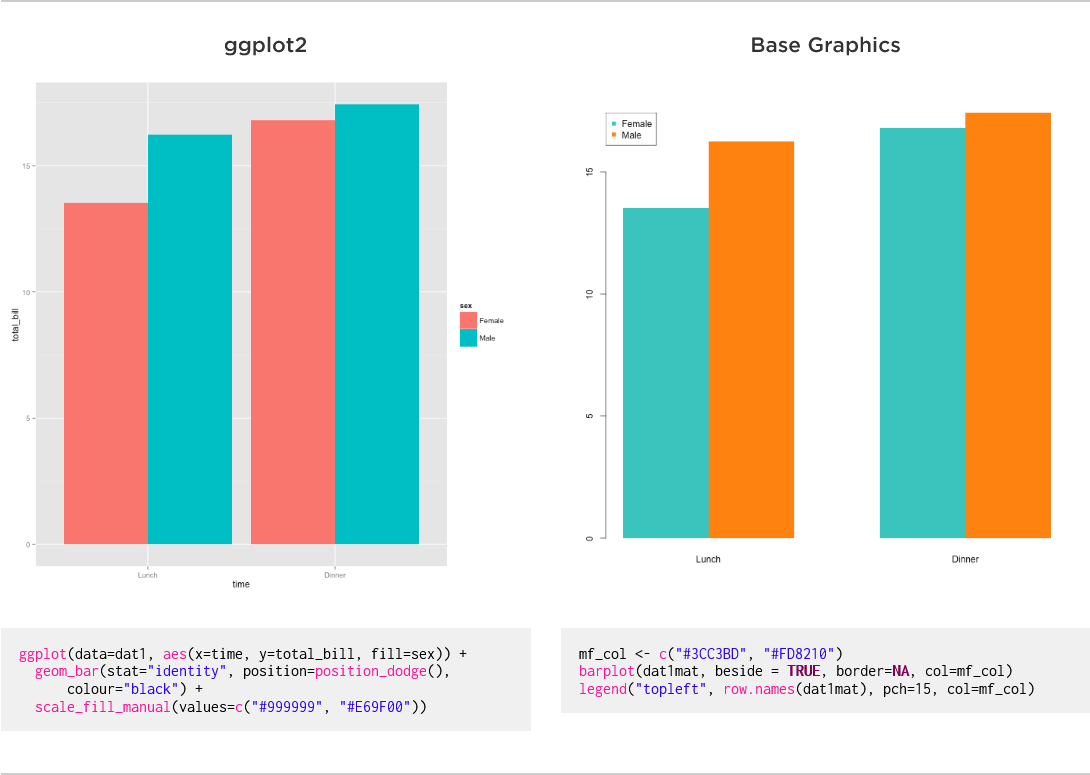 ggplot2
15
10
5
0
total_bill
Lunch
Dinner
time
sex
Female
Male
ggplot(data=dat1, aes(x=time, y=total_bill, fill=sex)) +
geom_bar(stat="identity", position=position_dodge(),
colour="black") +
scale_fill_manual(values=c("#999999", "#E69F00"))
Base Graphics
Female
Male
15
10
5
0
Lunch
Dinner
mf_col <- c("#3CC3BD", "#FD8210")
barplot(dat1mat, beside = TRUE, border=NA, col=mf_col)
legend("topleft", row.names(dat1mat), pch=15, col=mf_col)